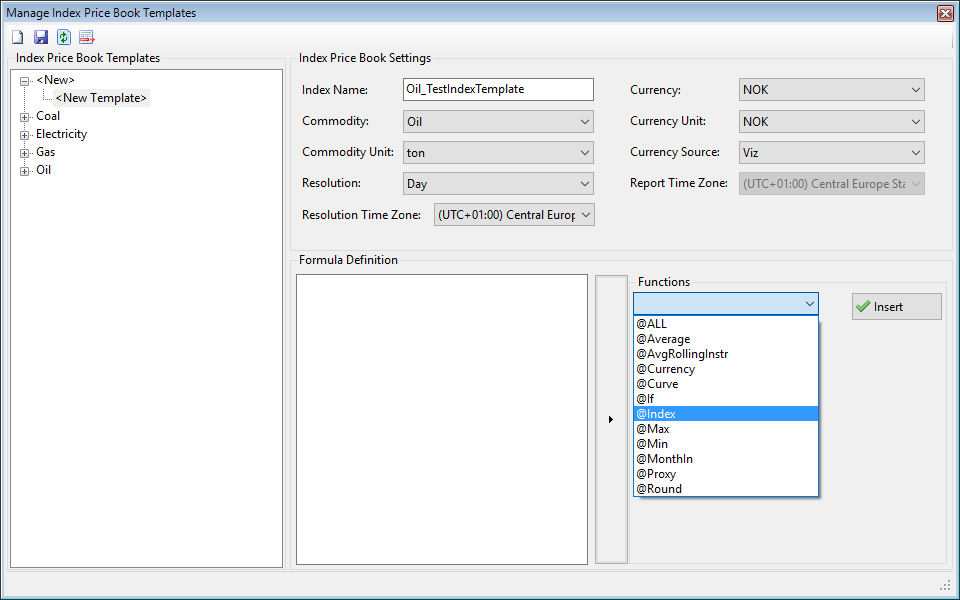 Manage Index Price Book Templates
Index Price Book Templates
<New>
<New Template>
Coal
Electricity
Gas
Oil
Index Price Book Settings
Index Name: Oil_TestIndexTemplate
Commodity: Oil
Commodity Unit: ton
Resolution: Day
Resolution Time Zone: (UTC+01:00) Central Europ
Currency: NOK
Currency Unit: NOK
Currency Source: Viz
Report Time Zone: (UTC+01:00) Central Europe Sta
Formula Definition
Functions
Insert
@ALL
@Average
@AvgRollingInstr
@Currency
@Curve
@If
@Index
@Max
@Min
@MonthIn
@Proxy
@Round